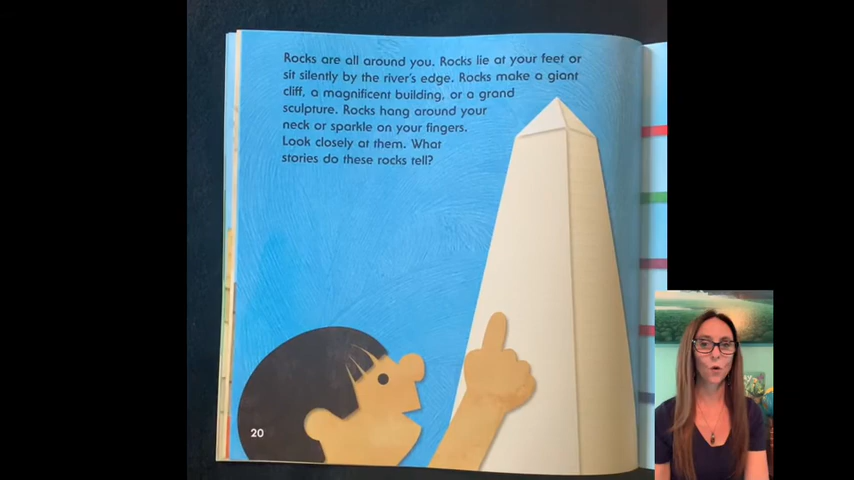 Rocks are all around you. Rocks lie at your feet or
sit silently by the river's edge. Rocks make a giant
cliff, a magnificent building, or a grand
sculpture. Rocks hang around your
neck or sparkle on your fingers.
Look closely at them. What
stories do these rocks tell?
20